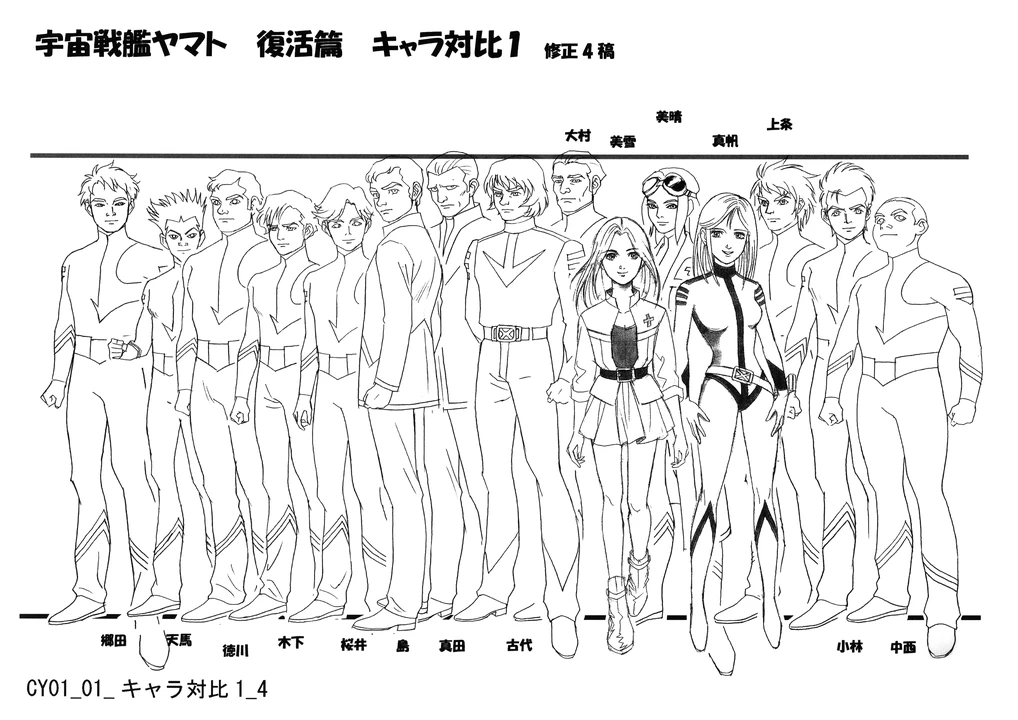 宇宙戦艦ヤマト 復活篇 キャラ対比1 修正4稿
美晴
上条
大村
美雪
真帆
郷田
天馬
徳川
木下
桜井
島
真田
古代
小林
中西
CY01_01_キャラ対比1_4